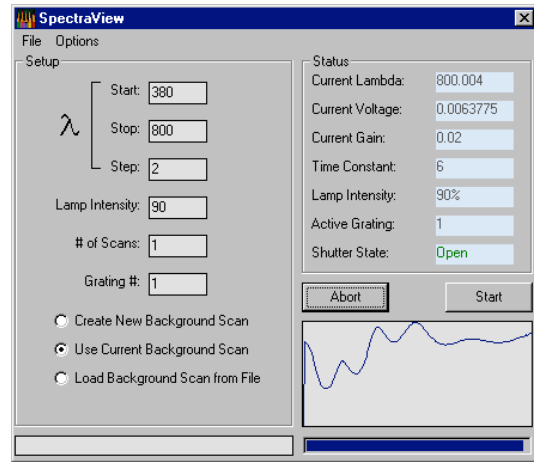 SpectraView
File Options
Setup
λ
Start: 380
Stop: 800
Step: 2
Lamp Intensity: 90
# of Scans: 1
Grating #: 1
Create New Background Scan
Use Current Background Scan
Load Background Scan from File
Status
Current Lambda: 800.004
Current Voltage: 0.0063775
Current Gain: 0.02
Time Constant: 6
Lamp Intensity: 90%
Active Grating: 1
Shutter State: Open
Abort Start